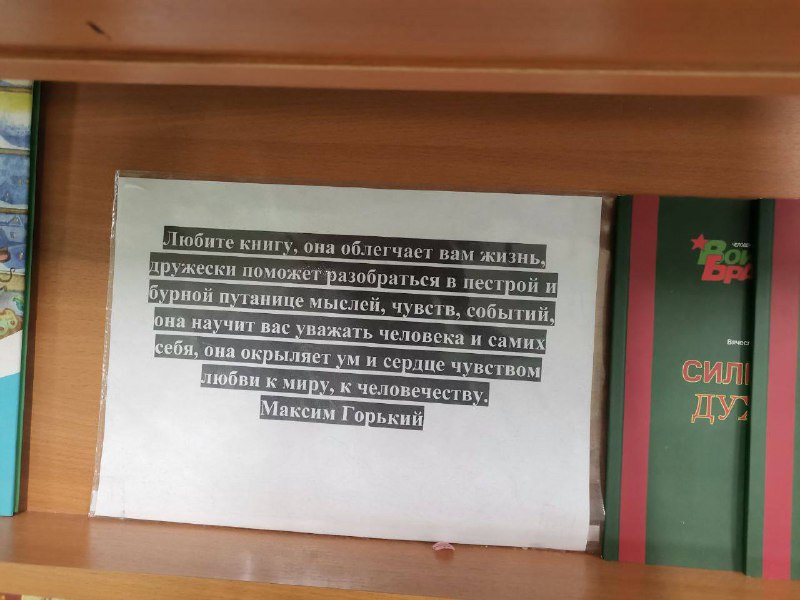 Любите книгу, она облегчает вам жизнь,
дружески поможет разобраться в пестрой и
бурной путанице мыслей, чувств, событий,
она научит вас уважать человека и самих
себя, она окрыляет ум и сердце чувством
любви к миру, к человечеству.
Максим Горький